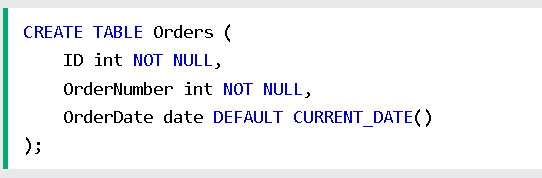 CREATE TABLE Orders (
    ID int NOT NULL,
    OrderNumber int NOT NULL,
    OrderDate date DEFAULT CURRENT_DATE()
);